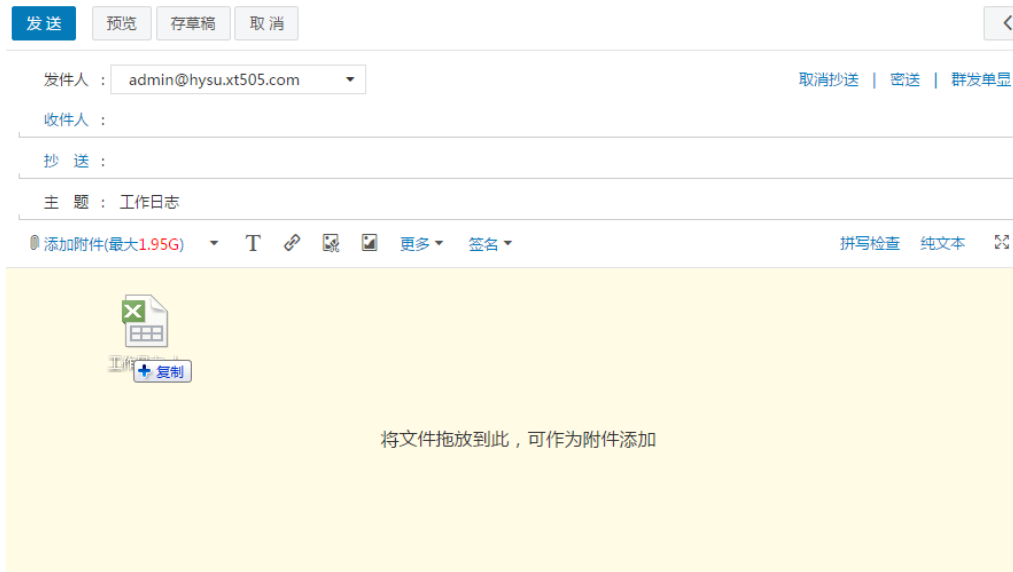 发 送 预览 存草稿 取 消
发件人 : admin@hysu.xt505.com 取消抄送 | 密送 | 群发单显
收件人 :
抄 送 :
主 题 : 工作日志
添加附件(最大1.95G) T 更多 签名 拼写检查 纯文本
复制
将文件拖放到此，可作为附件添加